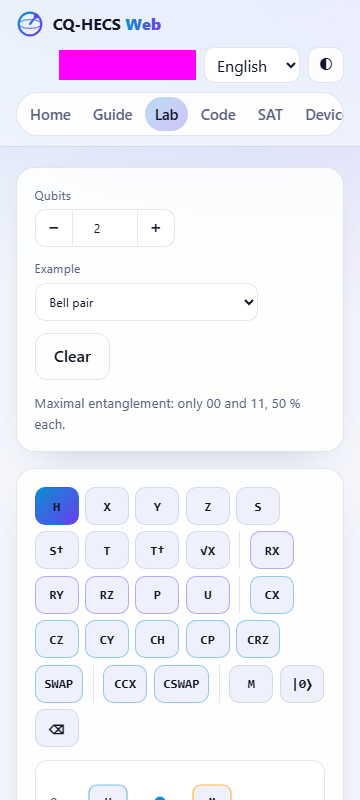 CQ-HECS Web
English
Home Guide Lab Code SAT Devic
Qubits
− 2 +
Example
Bell pair
Clear
Maximal entanglement: only 00 and 11, 50 %
each.
H X Y Z S
S† T T† √X RX
RY RZ P U CX
CZ CY CH CP CRZ
SWAP CCX CSWAP M |0⟩
⌫